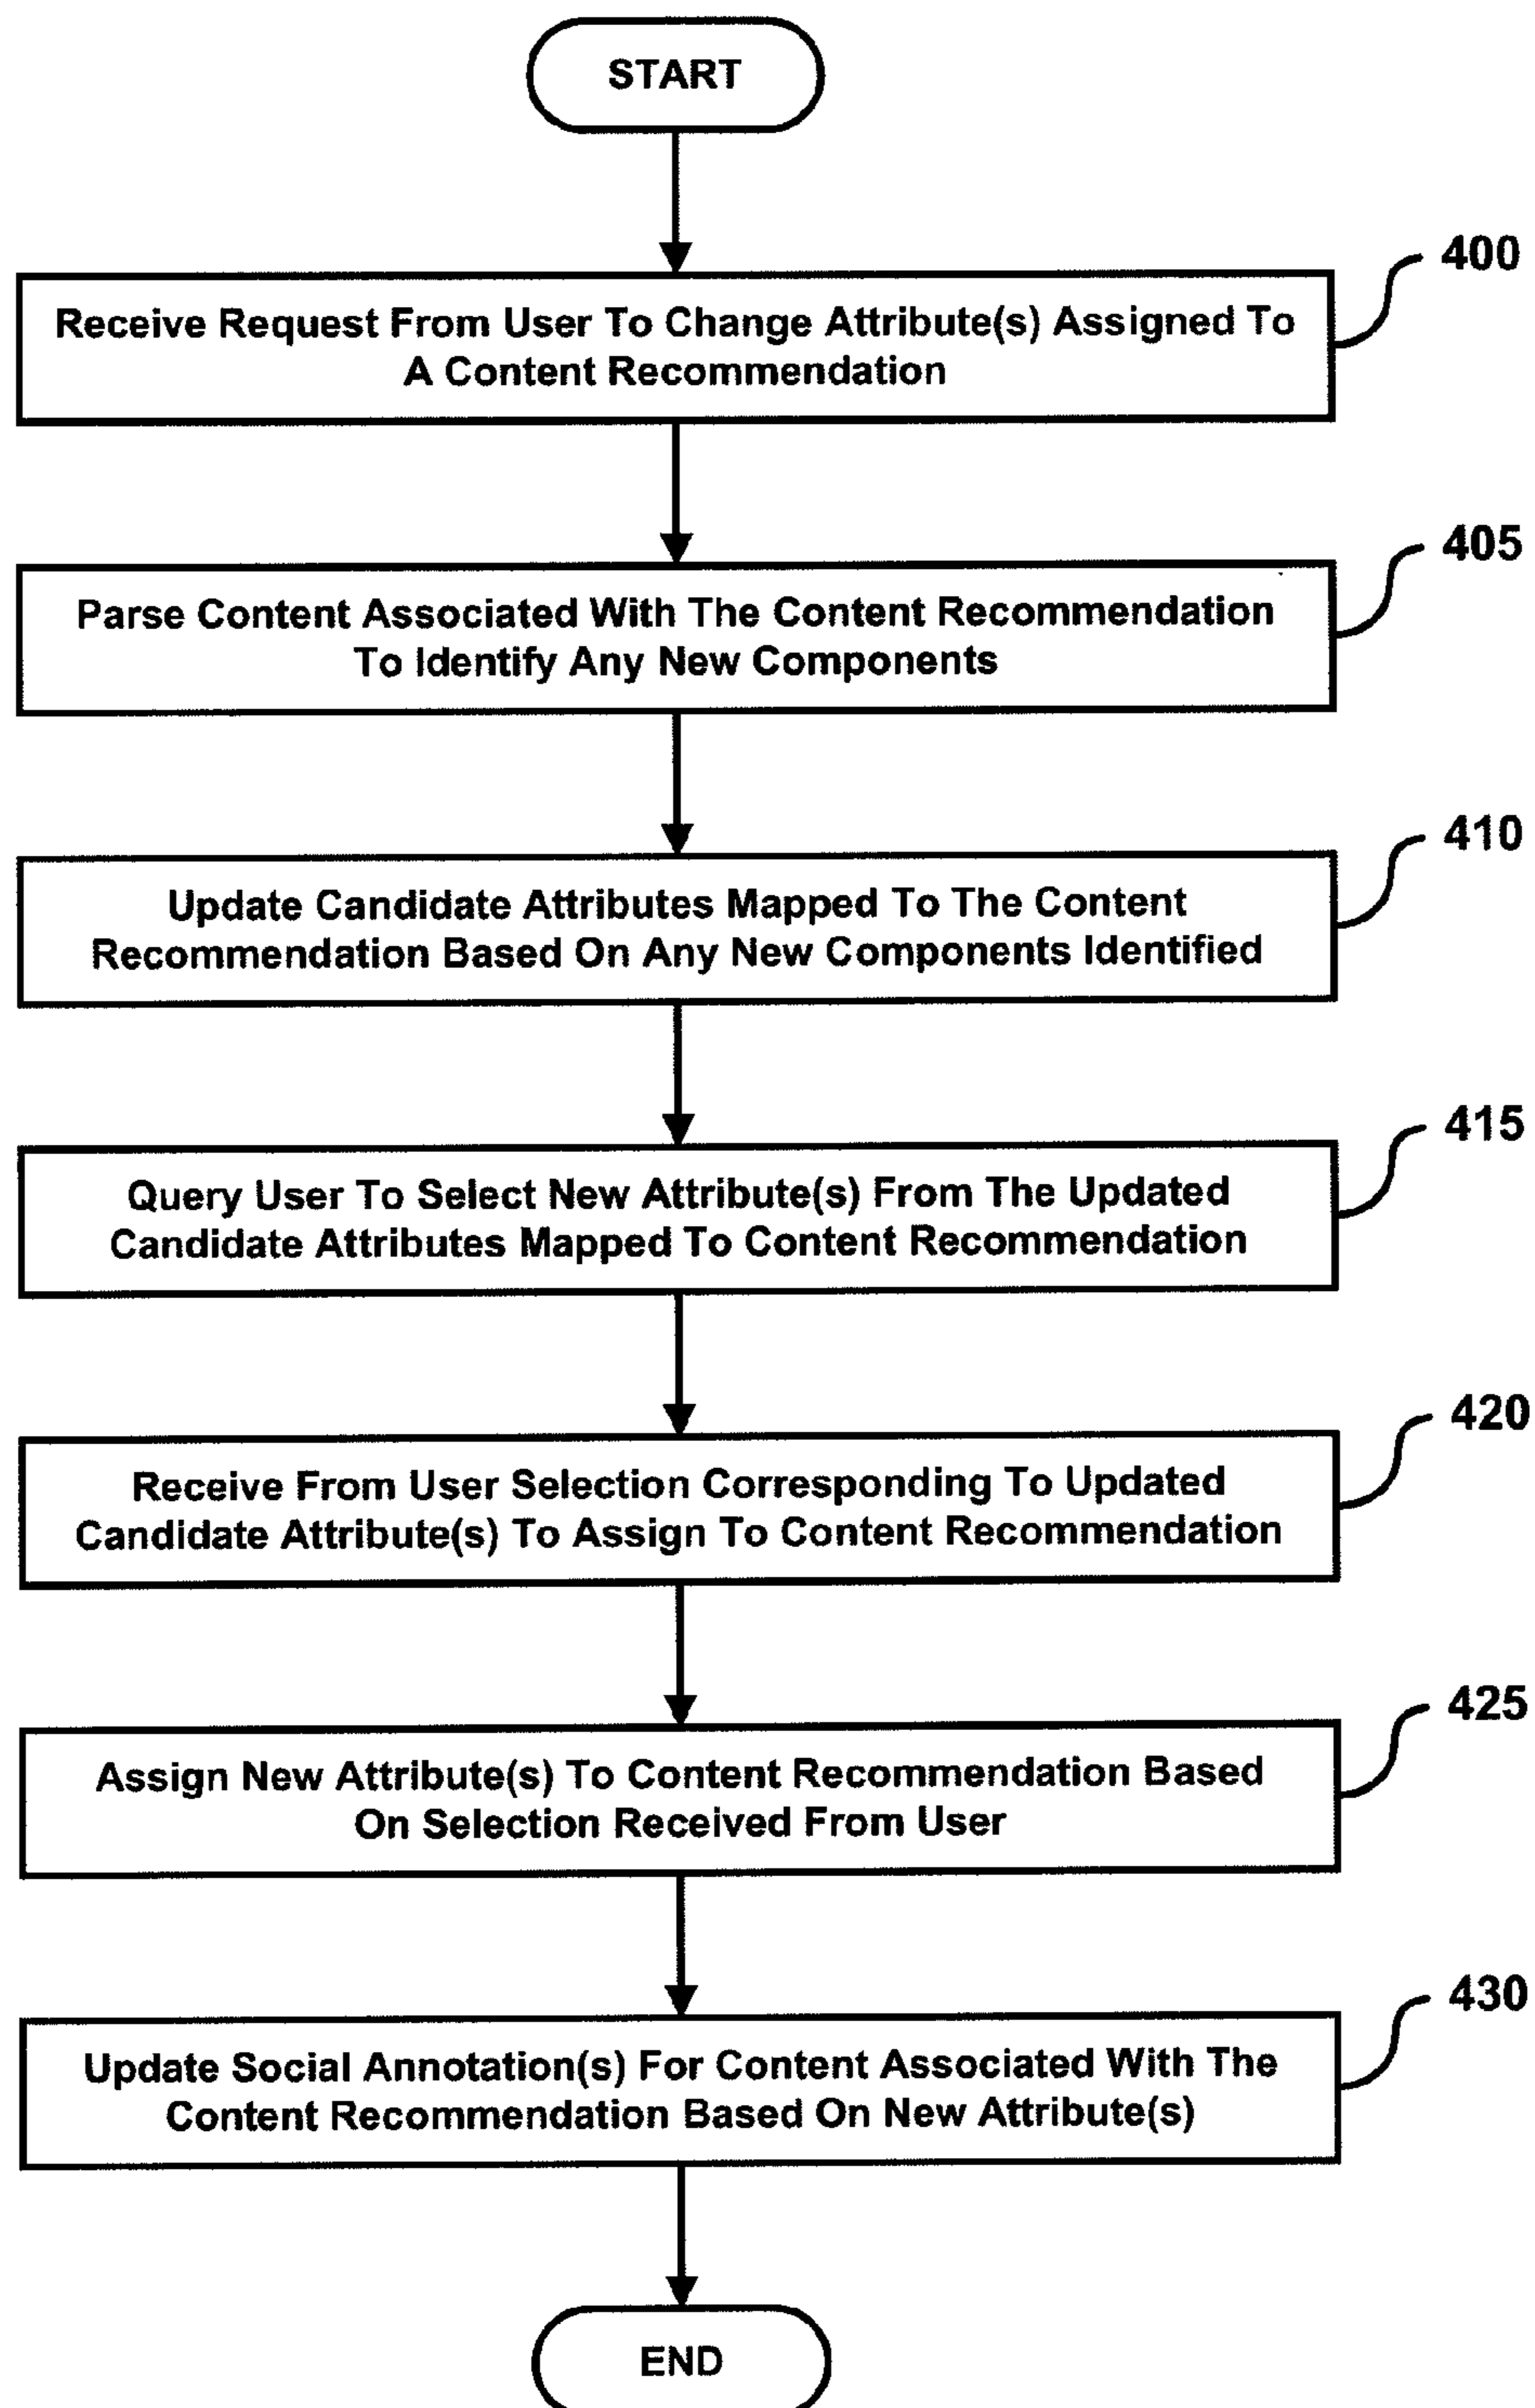 START
400
Receive Request From User To Change Attribute(s) Assigned To
A Content Recommendation
405
Parse Content Associated With The Content Recommendation
To Identify Any New Components
410
Update Candidate Attributes Mapped To The Content
Recommendation Based On Any New Components Identified
415
Query User To Select New Attribute(s) From The Updated
Candidate Attributes Mapped To Content Recommendation
420
Receive From User Selection Corresponding To Updated
Candidate Attribute(s) To Assign To Content Recommendation
425
Assign New Attribute(s) To Content Recommendation Based
On Selection Received From User
430
Update Social Annotation(s) For Content Associated With The
Content Recommendation Based On New Attribute(s)
END